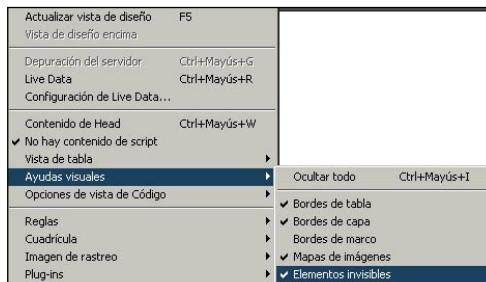 Actualizar vista de diseño F5
Vista de diseño encima
Depuración del servidor Ctrl+Mayús+G
Live Data Ctrl+Mayús+R
Configuración de Live Data...
Contenido de Head Ctrl+Mayús+W
No hay contenido de script
Vista de tabla
Ayudas visuales
Opciones de vista de Código
Reglas
Cuadrícula
Imagen de rastreo
Plug-ins
Ocultar todo Ctrl+Mayús+I
Bordes de tabla
Bordes de capa
Bordes de marco
Mapas de imágenes
Elementos invisibles